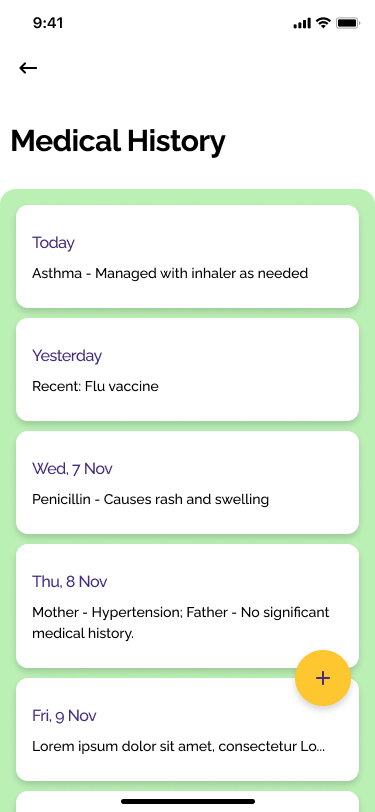 9:41
Medical History
Today
Asthma - Managed with inhaler as needed
Yesterday
Recent: Flu vaccine
Wed, 7 Nov
Penicillin - Causes rash and swelling
Thu, 8 Nov
Mother - Hypertension; Father - No significant
medical history.
Fri, 9 Nov
Lorem ipsum dolor sit amet, consectetur Lo...